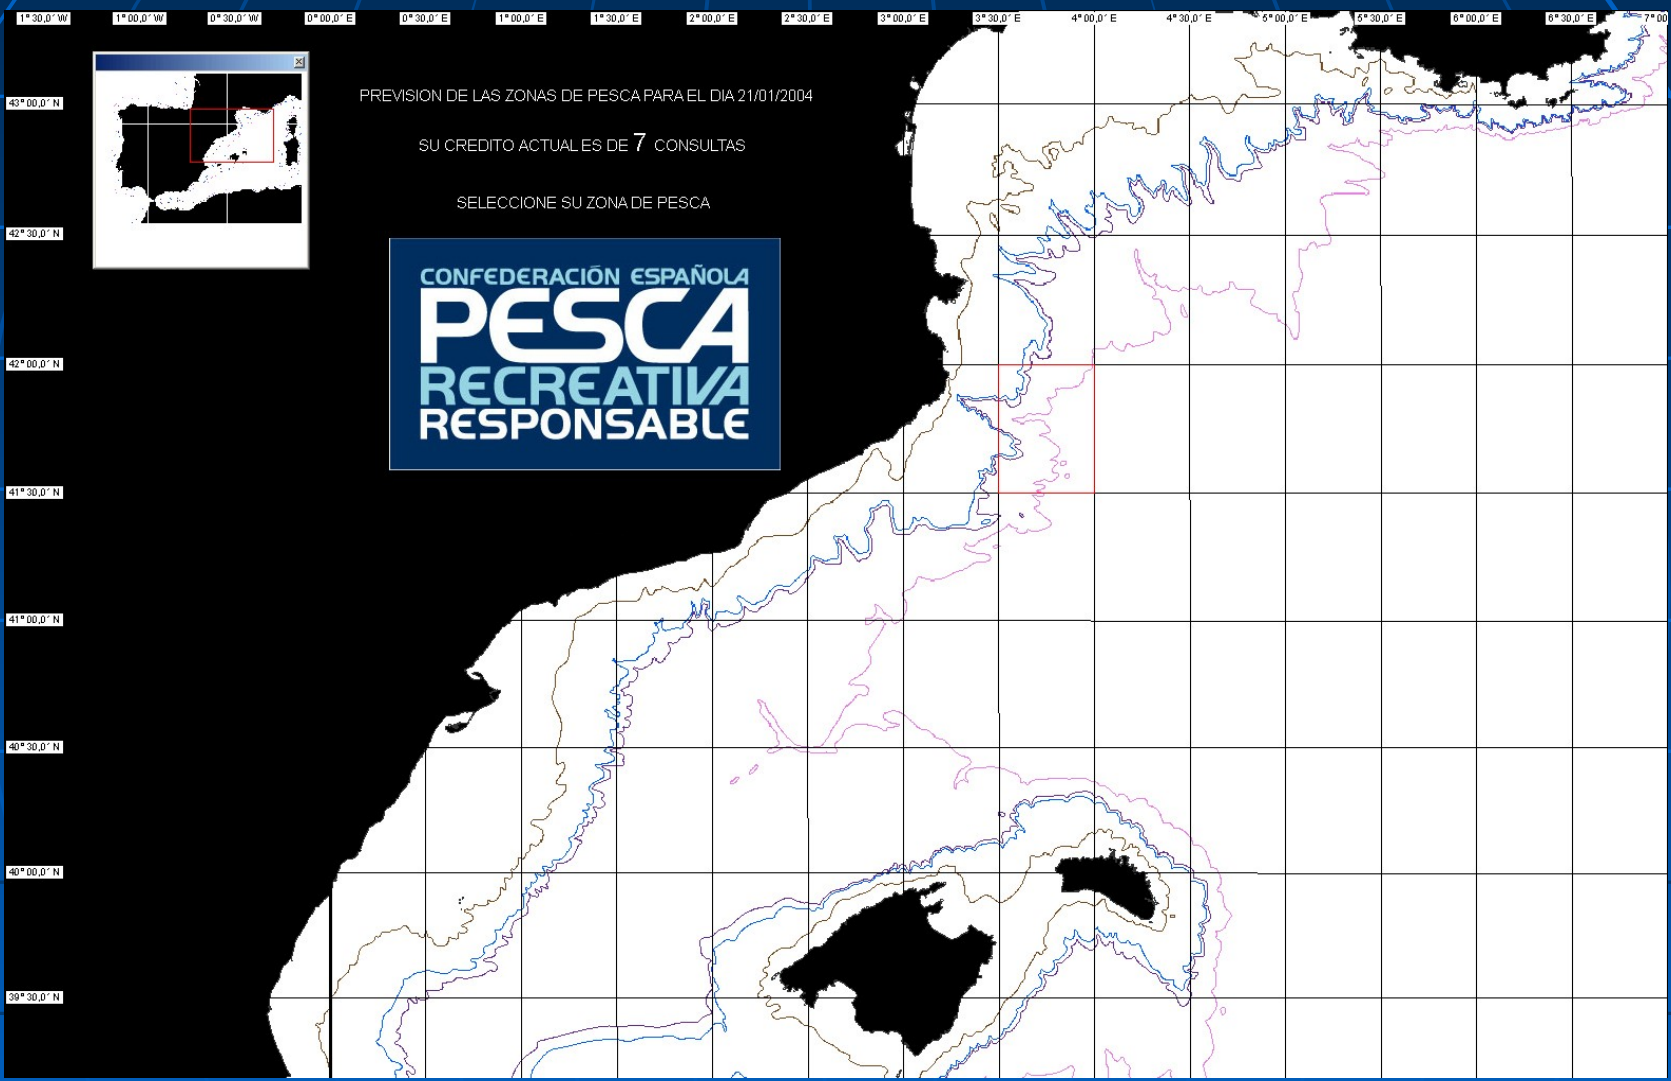 1°30,0' W
1°00,0' W
0°30,0' W
0°00,0' E
0°30,0' E
1°00,0' E
1°30,0' E
2°00,0' E
2°30,0' E
3°00,0' E
3°30,0' E
4°00,0' E
4°30,0' E
5°00,0' E
5°30,0' E
6°00,0' E
6°30,0' E
7°00
43°00,0' N
42°30,0' N
42°00,0' N
41°30,0' N
41°00,0' N
40°30,0' N
40°00,0' N
39°30,0' N
PREVISION DE LAS ZONAS DE PESCA PARA EL DIA 21/01/2004
SU CREDITO ACTUAL ES DE 7 CONSULTAS
SELECCIONE SU ZONA DE PESCA
CONFEDERACIÓN ESPAÑOLA
PESCA
RECREATIVA
RESPONSABLE